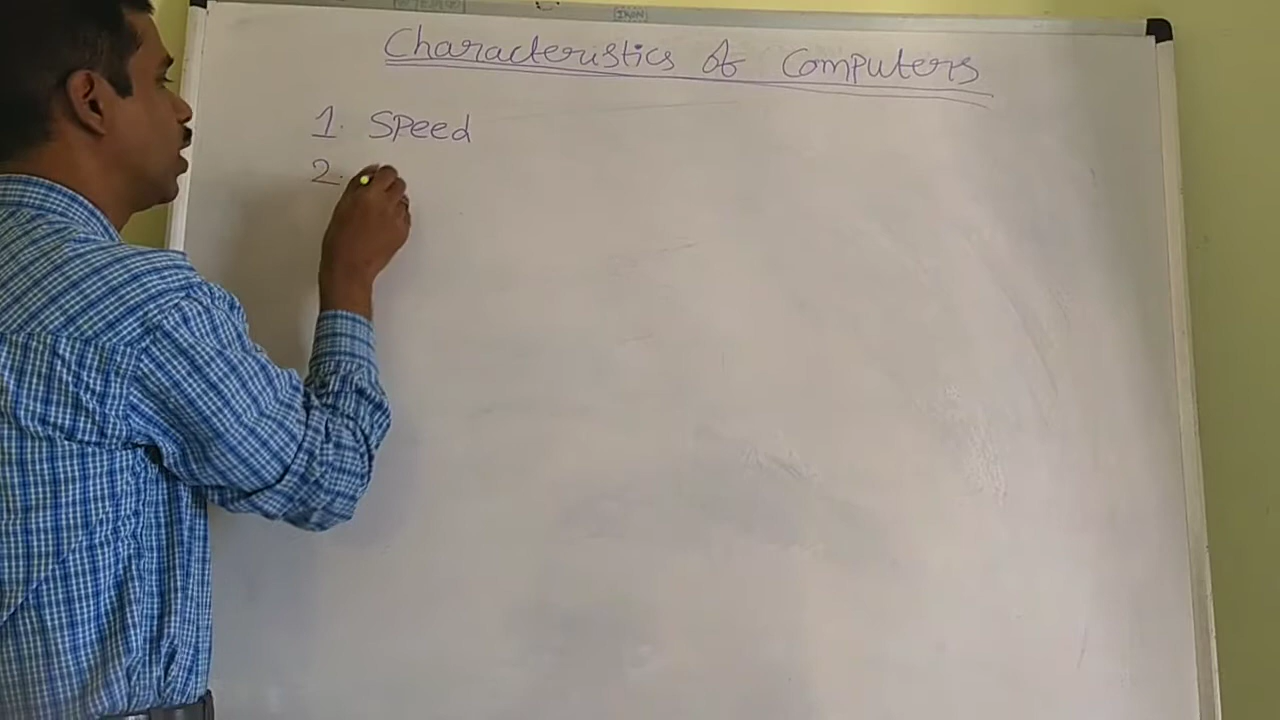 Characteristics of Computers
1. Speed
2.